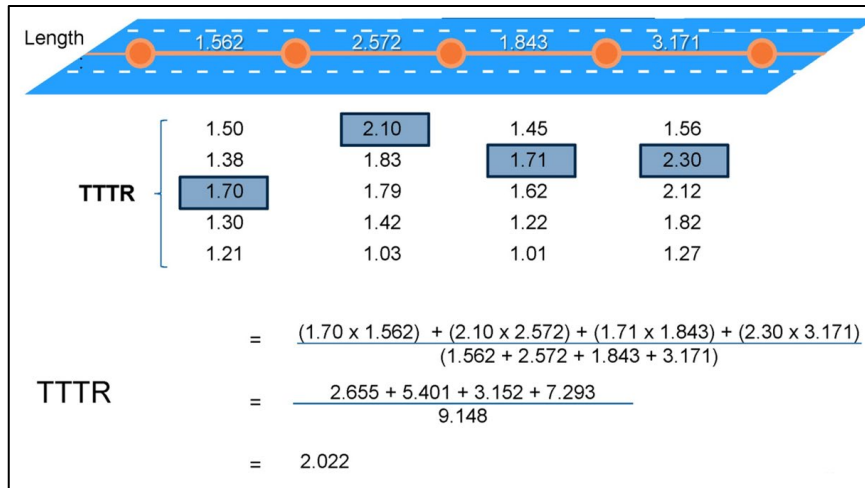 Length 1.562 2.572 1.843 3.171
1.50 2.10 1.45 1.56
1.38 1.83 1.71 2.30
TTTR 1.70 1.79 1.62 2.12
1.30 1.42 1.22 1.82
1.21 1.03 1.01 1.27
= (1.70 x 1.562) + (2.10 x 2.572) + (1.71 x 1.843) + (2.30 x 3.171)
(1.562 + 2.572 + 1.843 + 3.171)
TTTR = 2.655 + 5.401 + 3.152 + 7.293
9.148
= 2.022